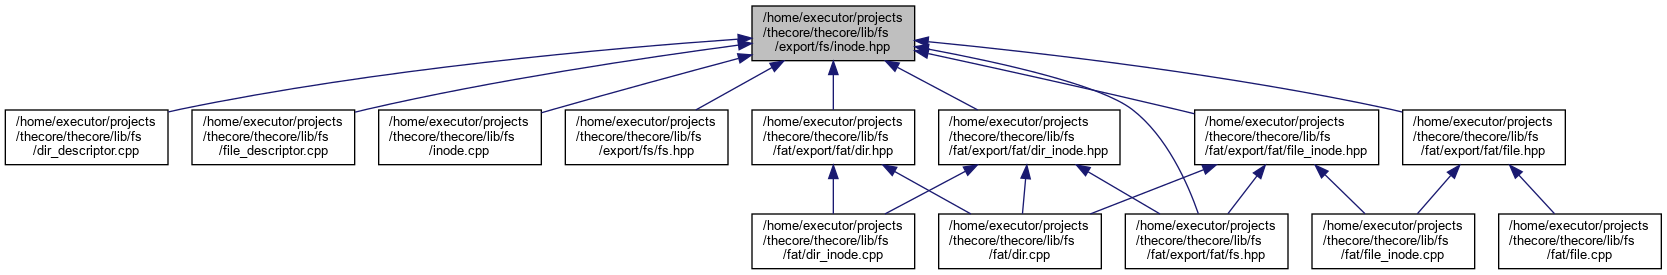 /home/executor/projects
/thecore/thecore/lib/fs
/export/fs/inode.hpp
/home/executor/projects
/thecore/thecore/lib/fs
/dir_descriptor.cpp
/home/executor/projects
/thecore/thecore/lib/fs
/file_descriptor.cpp
/home/executor/projects
/thecore/thecore/lib/fs
/inode.cpp
/home/executor/projects
/thecore/thecore/lib/fs
/export/fs/fs.hpp
/home/executor/projects
/thecore/thecore/lib/fs
/fat/export/fat/dir.hpp
/home/executor/projects
/thecore/thecore/lib/fs
/fat/export/fat/dir_inode.hpp
/home/executor/projects
/thecore/thecore/lib/fs
/fat/export/fat/file_inode.hpp
/home/executor/projects
/thecore/thecore/lib/fs
/fat/export/fat/file.hpp
/home/executor/projects
/thecore/thecore/lib/fs
/fat/dir_inode.cpp
/home/executor/projects
/thecore/thecore/lib/fs
/fat/dir.cpp
/home/executor/projects
/thecore/thecore/lib/fs
/fat/export/fat/fs.hpp
/home/executor/projects
/thecore/thecore/lib/fs
/fat/file_inode.cpp
/home/executor/projects
/thecore/thecore/lib/fs
/fat/file.cpp